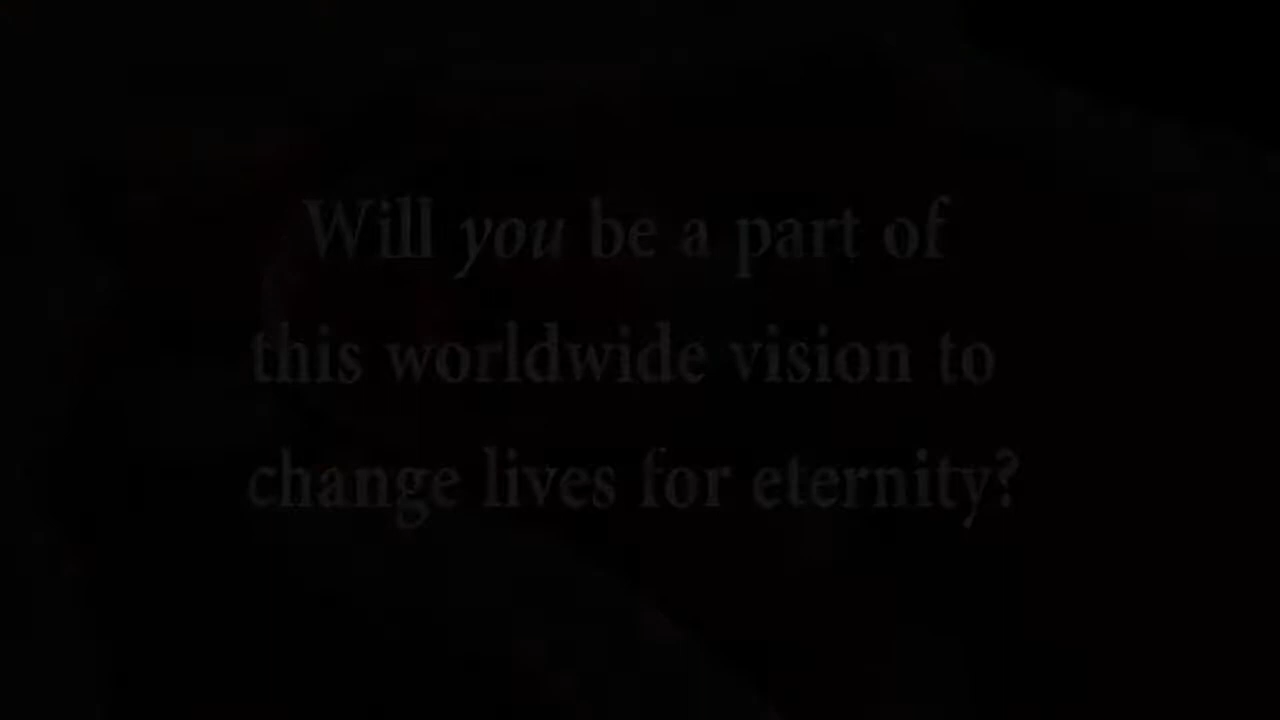 Will you be a part of
this worldwide vision to
change lives for eternity?